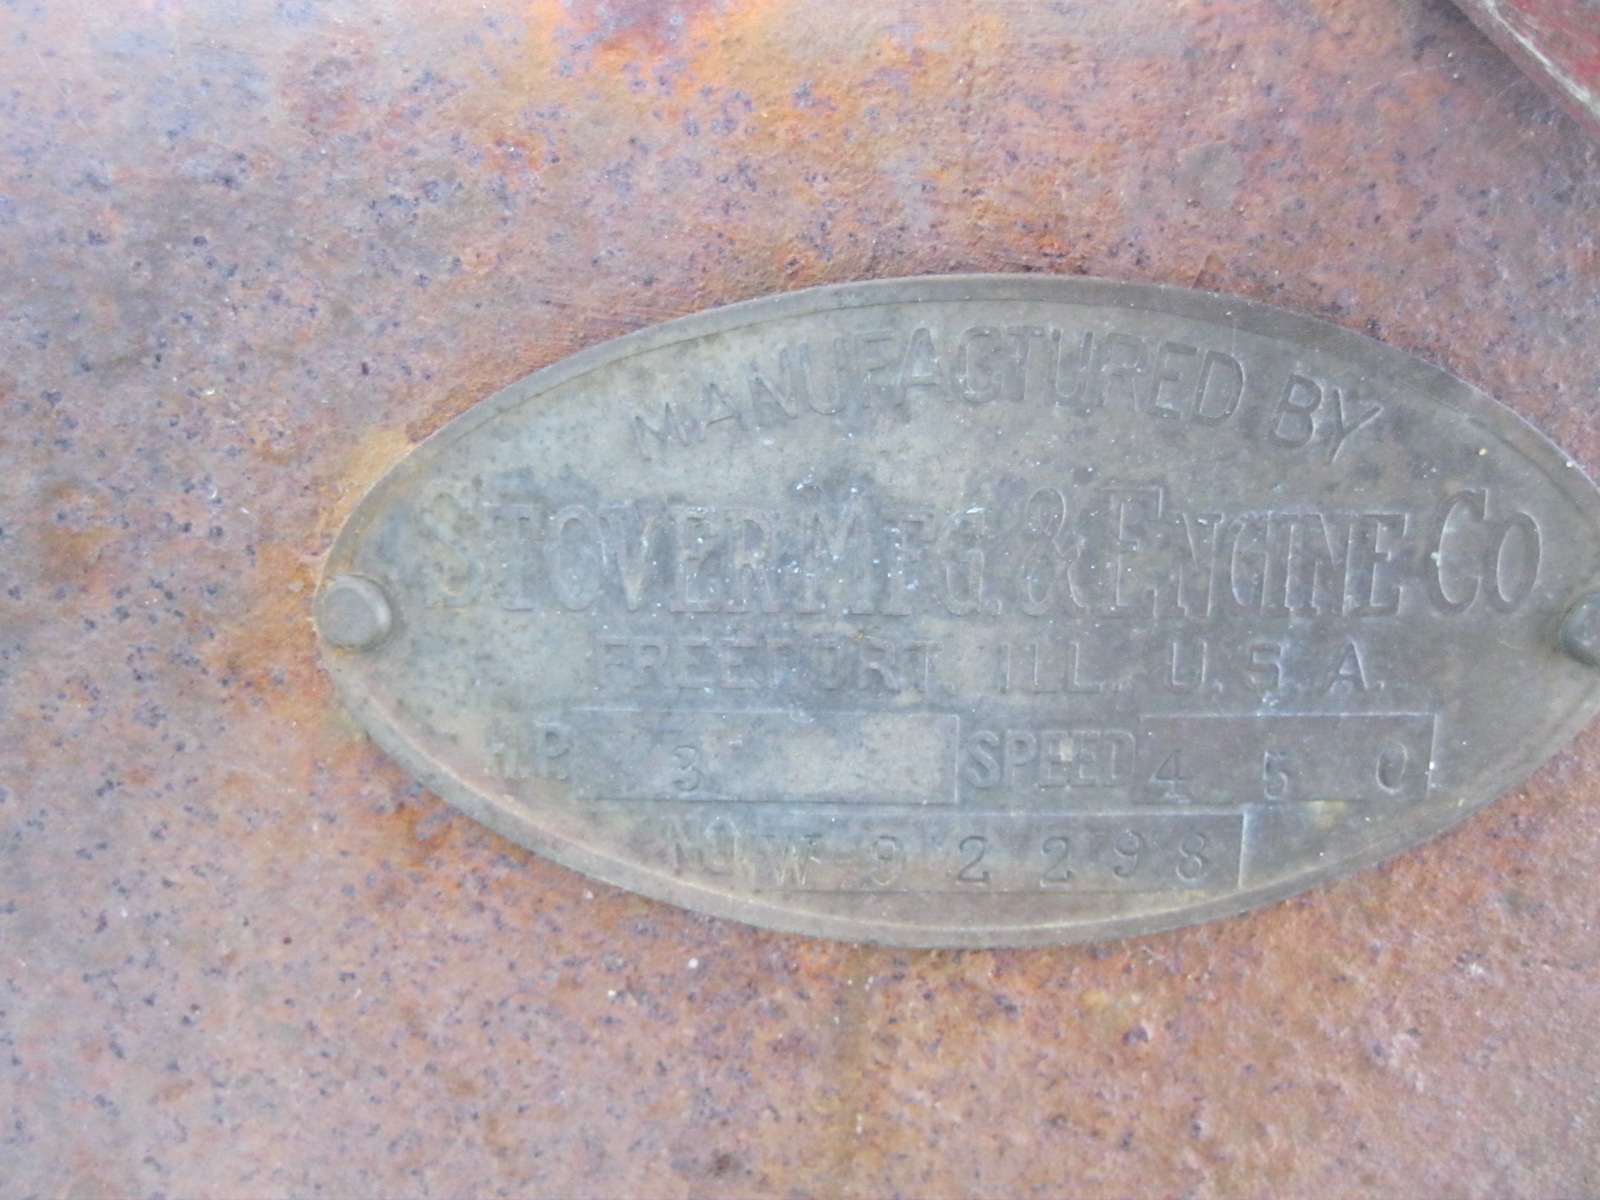 MANUFACTURED BY
STOVER MFG. & ENGINE CO
FREEPORT, ILL. U.S.A.
H.P. 3 SPEED 450
NO. W 92298